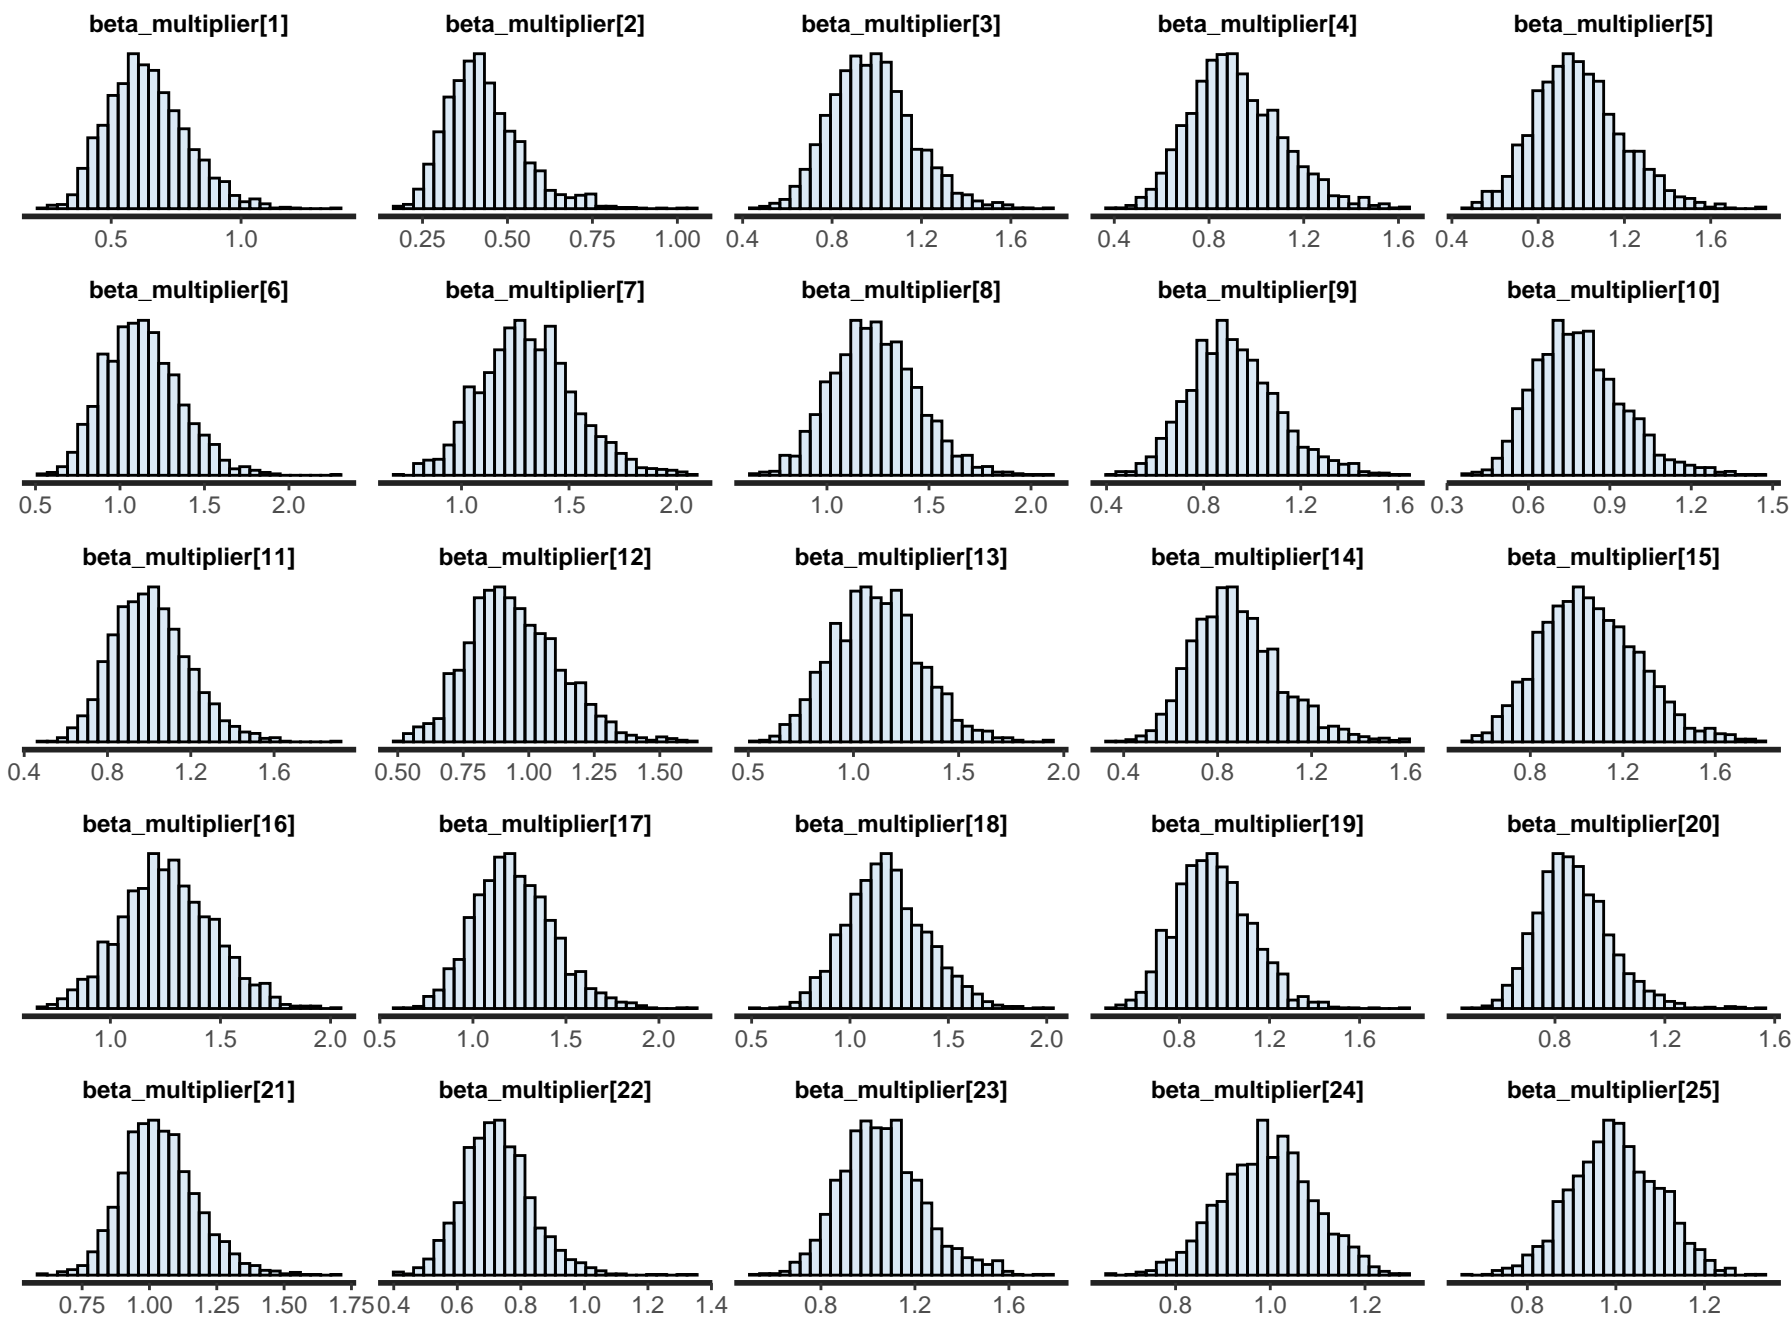 beta_multiplier[1] beta_multiplier[2] beta_multiplier[3] beta_multiplier[4] beta_multiplier[5]
0.5 1.0 0.25 0.50 0.75 1.00 0.4 0.8 1.2 1.6 0.4 0.8 1.2 1.6 0.4 0.8 1.2 1.6
beta_multiplier[6] beta_multiplier[7] beta_multiplier[8] beta_multiplier[9] beta_multiplier[10]
0.5 1.0 1.5 2.0 1.0 1.5 2.0 1.0 1.5 2.0 0.4 0.8 1.2 1.6 0.3 0.6 0.9 1.2 1.5
beta_multiplier[11] beta_multiplier[12] beta_multiplier[13] beta_multiplier[14] beta_multiplier[15]
0.4 0.8 1.2 1.6 0.50 0.75 1.00 1.25 1.50 0.5 1.0 1.5 2.0 0.4 0.8 1.2 1.6 0.8 1.2 1.6
beta_multiplier[16] beta_multiplier[17] beta_multiplier[18] beta_multiplier[19] beta_multiplier[20]
1.0 1.5 2.0 0.5 1.0 1.5 2.0 0.5 1.0 1.5 2.0 0.8 1.2 1.6 0.8 1.2 1.6
beta_multiplier[21] beta_multiplier[22] beta_multiplier[23] beta_multiplier[24] beta_multiplier[25]
0.75 1.00 1.25 1.50 1.75 0.4 0.6 0.8 1.0 1.2 1.4 0.8 1.2 1.6 0.8 1.0 1.2 0.8 1.0 1.2